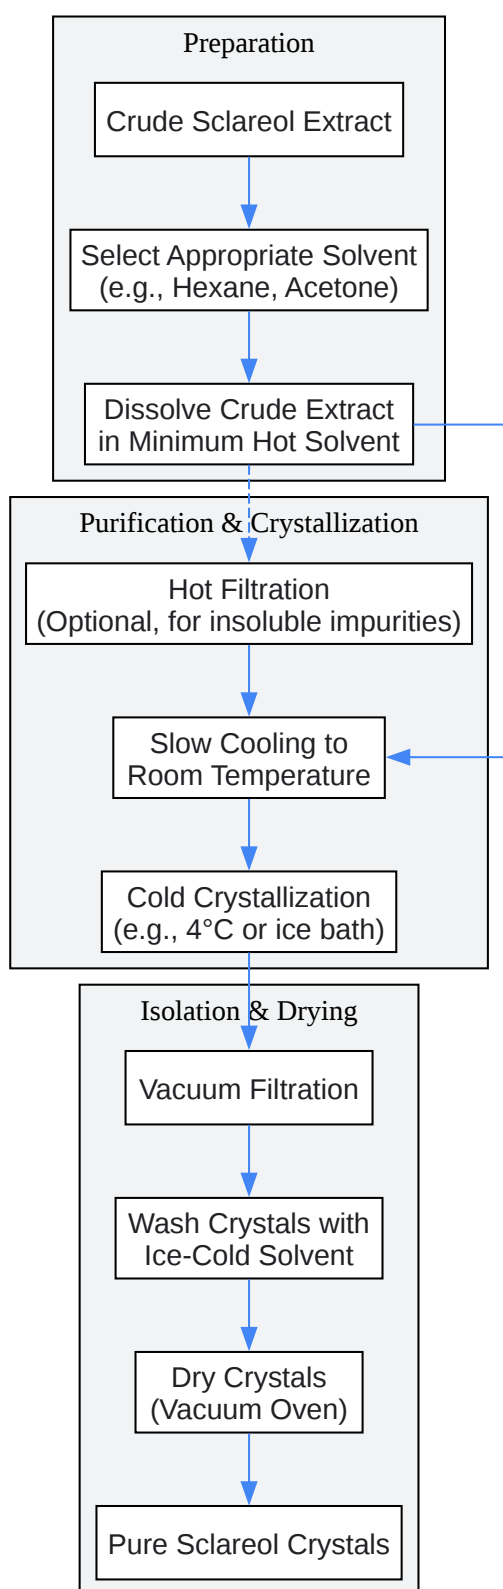 Preparation
Crude Sclareol Extract
Select Appropriate Solvent
(e.g., Hexane, Acetone)
Dissolve Crude Extract
in Minimum Hot Solvent
Purification & Crystallization
Hot Filtration
(Optional, for insoluble impurities)
Slow Cooling to
Room Temperature
Cold Crystallization
(e.g., 4°C or ice bath)
Isolation & Drying
Vacuum Filtration
Wash Crystals with
Ice-Cold Solvent
Dry Crystals
(Vacuum Oven)
Pure Sclareol Crystals